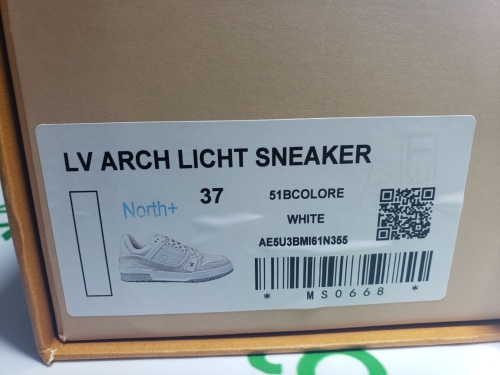 LV ARCH LICHT SNEAKER
North+ 37 51BCOLORE
WHITE
AE5U3BMI61N355
* MS0668 *